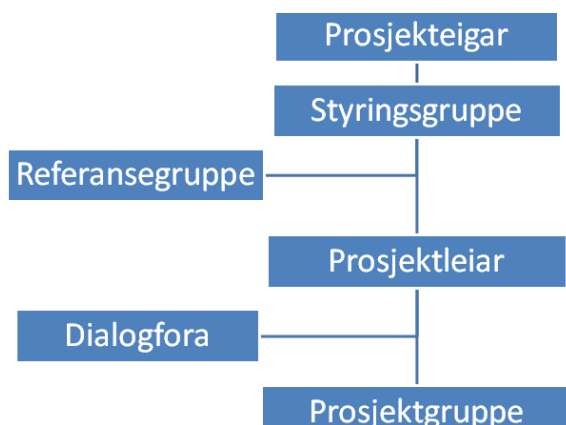 Prosjekteigar
Styringsgruppe
Referansegruppe
Prosjektleiar
Dialogfora
Prosjektgruppe